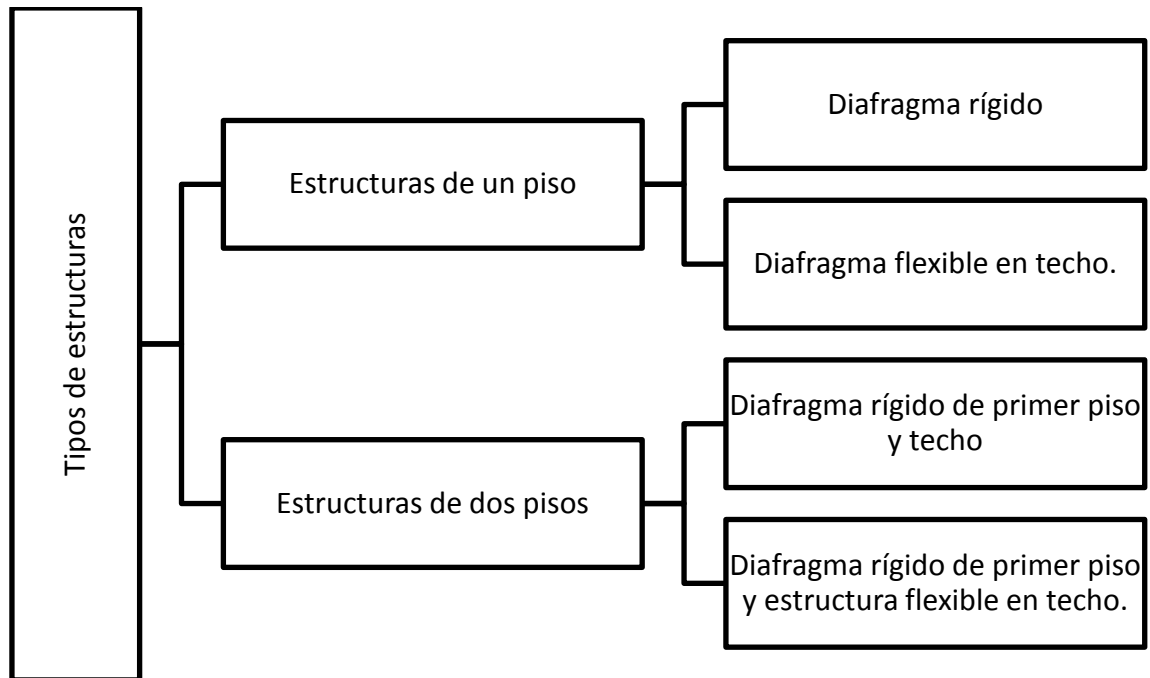 Tipos de estructuras
Estructuras de un piso
Diafragma rígido
Diafragma flexible en techo.
Estructuras de dos pisos
Diafragma rígido de primer piso
y techo
Diafragma rígido de primer piso
y estructura flexible en techo.